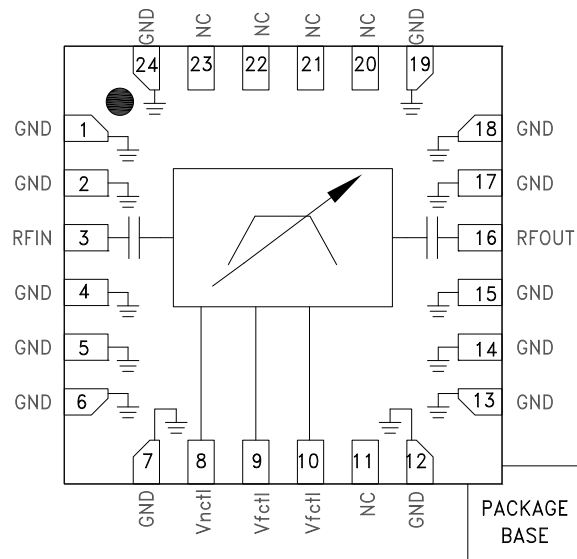 GND NC NC NC NC GND
24 23 22 21 20 19
GND 1 18 GND
GND 2 17 GND
RFIN 3 16 RFOUT
GND 4 15 GND
GND 5 14 GND
GND 6 13 GND
7 8 9 10 11 12
GND Vnctl Vfctl Vfctl NC GND
PACKAGE
BASE